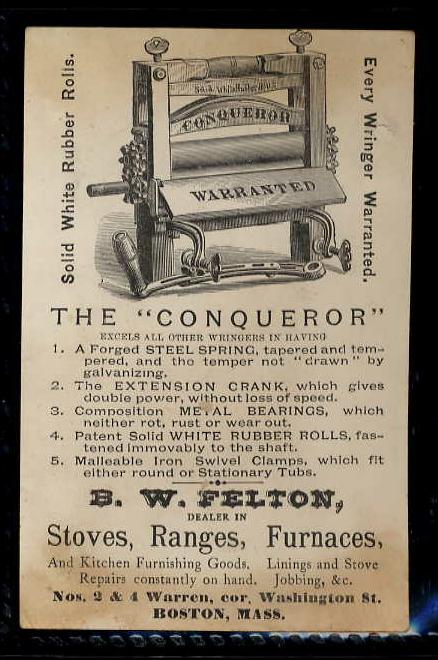 Solid White Rubber Rolls.
Every Wringer Warranted.
CONQUEROR
WARRANTED
THE "CONQUEROR"
EXCELS ALL OTHER WRINGERS IN HAVING
1. A Forged STEEL SPRING, tapered and tem-
pered, and the temper not "drawn" by
galvanizing.
2. The EXTENSION CRANK, which gives
double power, without loss of speed.
3. Composition METAL BEARINGS, which
neither rot, rust or wear out.
4. Patent Solid WHITE RUBBER ROLLS, fas-
tened immovably to the shaft.
5. Malleable Iron Swivel Clamps, which fit
either round or Stationary Tubs.
B. W. FELTON,
DEALER IN
Stoves, Ranges, Furnaces,
And Kitchen Furnishing Goods. Linings and Stove
Repairs constantly on hand. Jobbing, &c.
Nos. 2 & 4 Warren, cor. Washington St.
BOSTON, MASS.